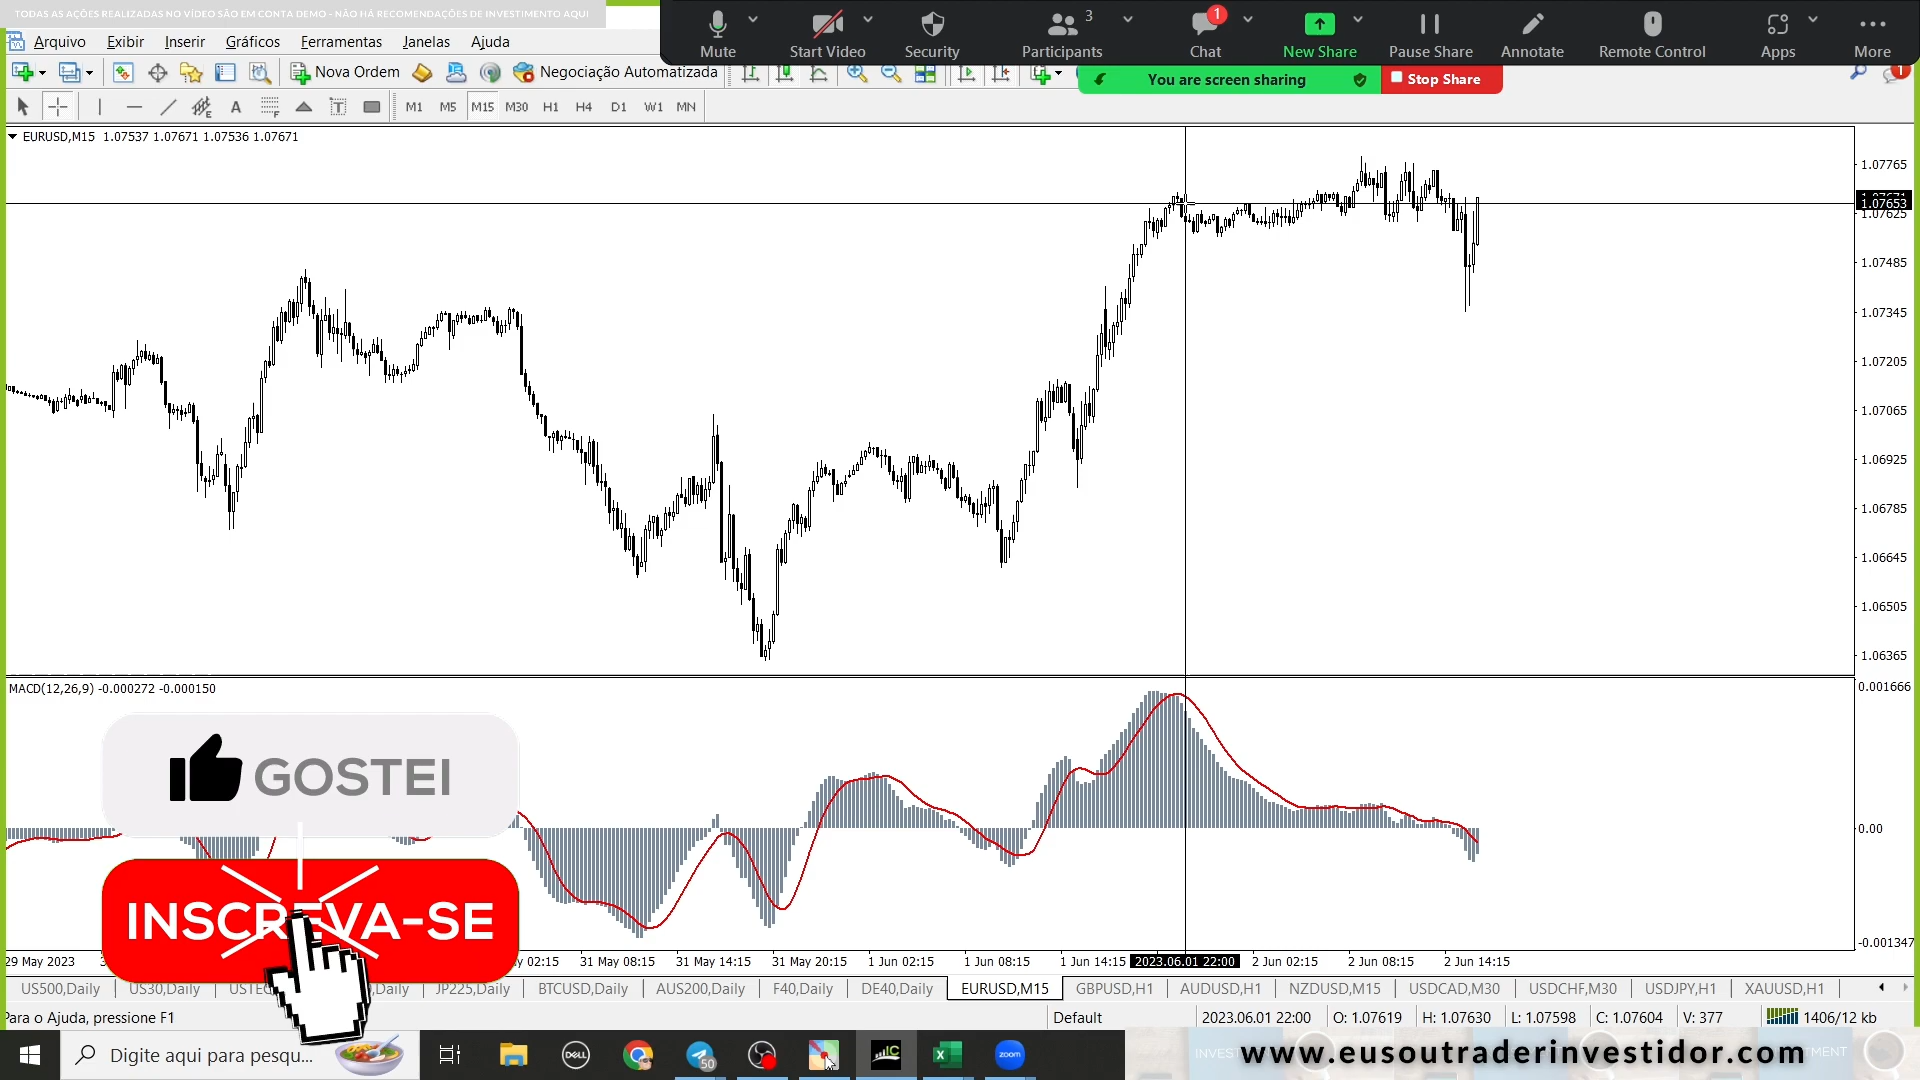 TODAS AS AÇÕES REALIZADAS NO VÍDEO SÃO EM CONTA DEMO - NÃO HÁ RECOMENDAÇÕES DE INVESTIMENTO AQUI
Mute
Start Video
Security
Participants 3
Chat 1
New Share
Pause Share
Annotate
Remote Control
Apps
More
You are screen sharing
Stop Share
Arquivo Exibir Inserir Gráficos Ferramentas Janelas Ajuda
Nova Ordem Negociação Automatizada
1
A E F T M1 M5 M15 M30 H1 H4 D1 W1 MN
EURUSD,M15 1.07537 1.07671 1.07536 1.07671
1.07765
1.07653
1.07625
1.07485
1.07345
1.07205
1.07065
1.06925
1.06785
1.06645
1.06505
1.06365
MACD(12,26,9) -0.000272 -0.000150
0.001666
0.00
-0.001347
GOSTEI
INSCREVA-SE
29 May 2023
31 May 08:15 31 May 14:15 31 May 20:15 1 Jun 02:15 1 Jun 08:15 1 Jun 14:15 2023.06.01 22:00 2 Jun 02:15 2 Jun 08:15 2 Jun 14:15
US500,Daily US30,Daily JP225,Daily BTCUSD,Daily AUS200,Daily F40,Daily DE40,Daily EURUSD,M15 GBPUSD,H1 AUDUSD,H1 NZDUSD,M15 USDCAD,M30 USDCHF,M30 USDJPY,H1 XAUUSD,H1
Para o Ajuda, pressione F1
Default
2023.06.01 22:00 O: 1.07619 H: 1.07630 L: 1.07598 C: 1.07604 V: 377 1406/12 kb
Digite aqui para pesqu...
DELL
50
IC
zoom
www.eusoutraderinvestidor.com